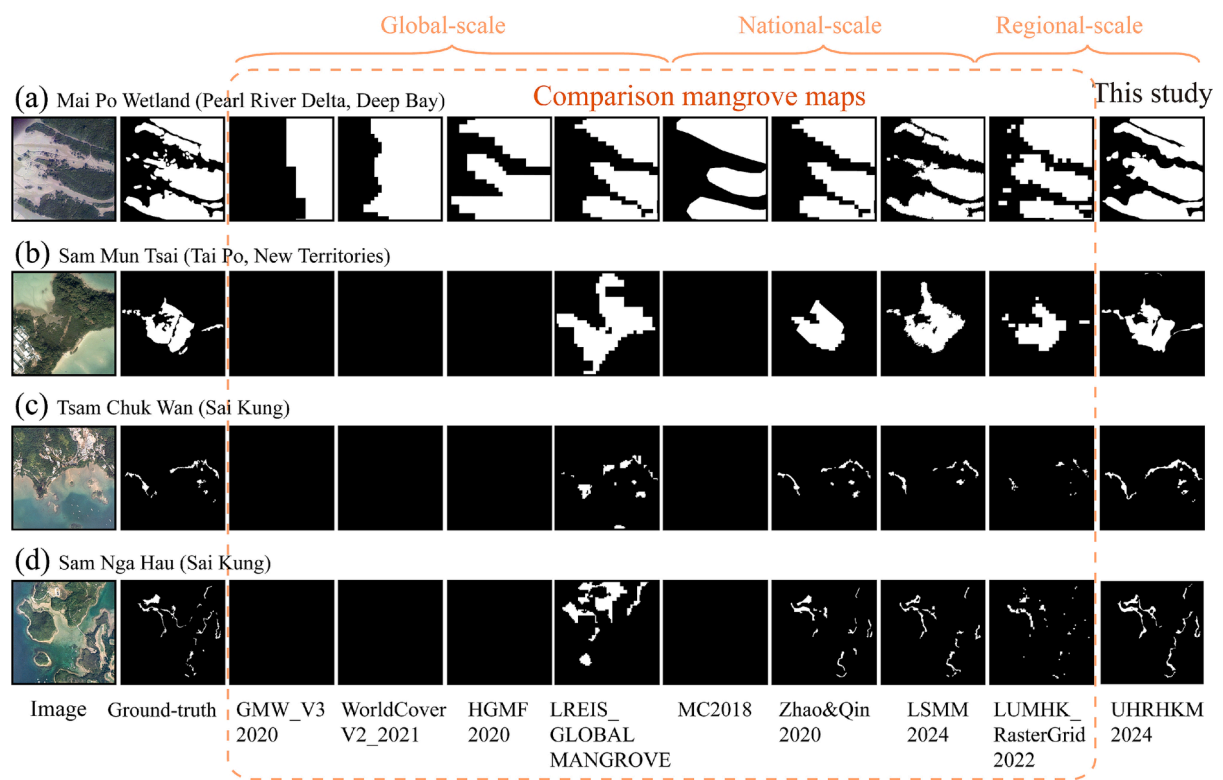 Global-scale National-scale Regional-scale
(a) Mai Po Wetland (Pearl River Delta, Deep Bay) Comparison mangrove maps This study
(b) Sam Mun Tsai (Tai Po, New Territories)
(c) Tsam Chuk Wan (Sai Kung)
(d) Sam Nga Hau (Sai Kung)
Image Ground-truth GMW_V3 WorldCover HGMF LREIS_ MC2018 Zhao&Qin LSMM LUMHK_ UHRHKM
2020 V2_2021 2020 GLOBAL 2020 2024 RasterGrid 2024
MANGROVE 2022